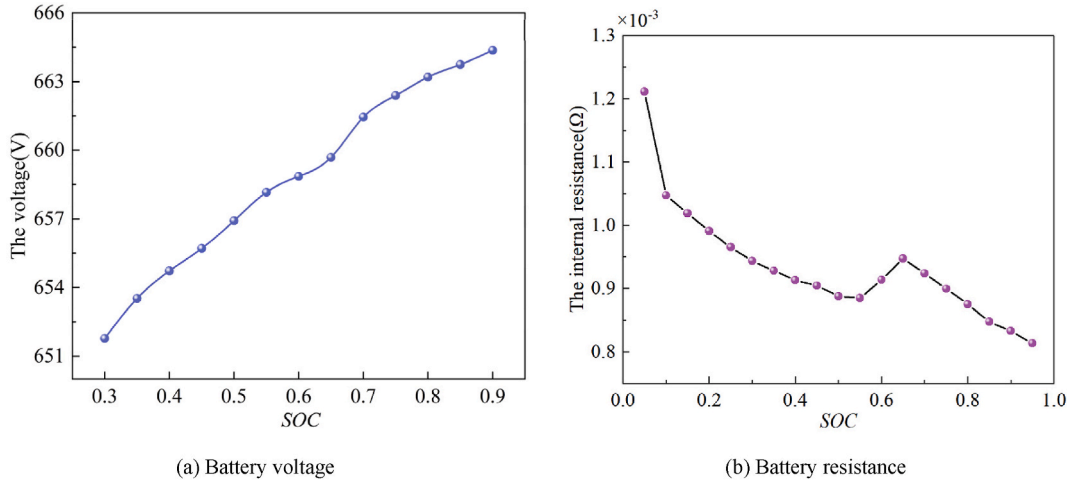 666
663
660
657
654
651
The voltage(V)
0.3 0.4 0.5 0.6 0.7 0.8 0.9
SOC
(a) Battery voltage
×10-3
1.3
1.2
1.1
1.0
0.9
0.8
The internal resistance(Ω)
0.0 0.2 0.4 0.6 0.8 1.0
SOC
(b) Battery resistance